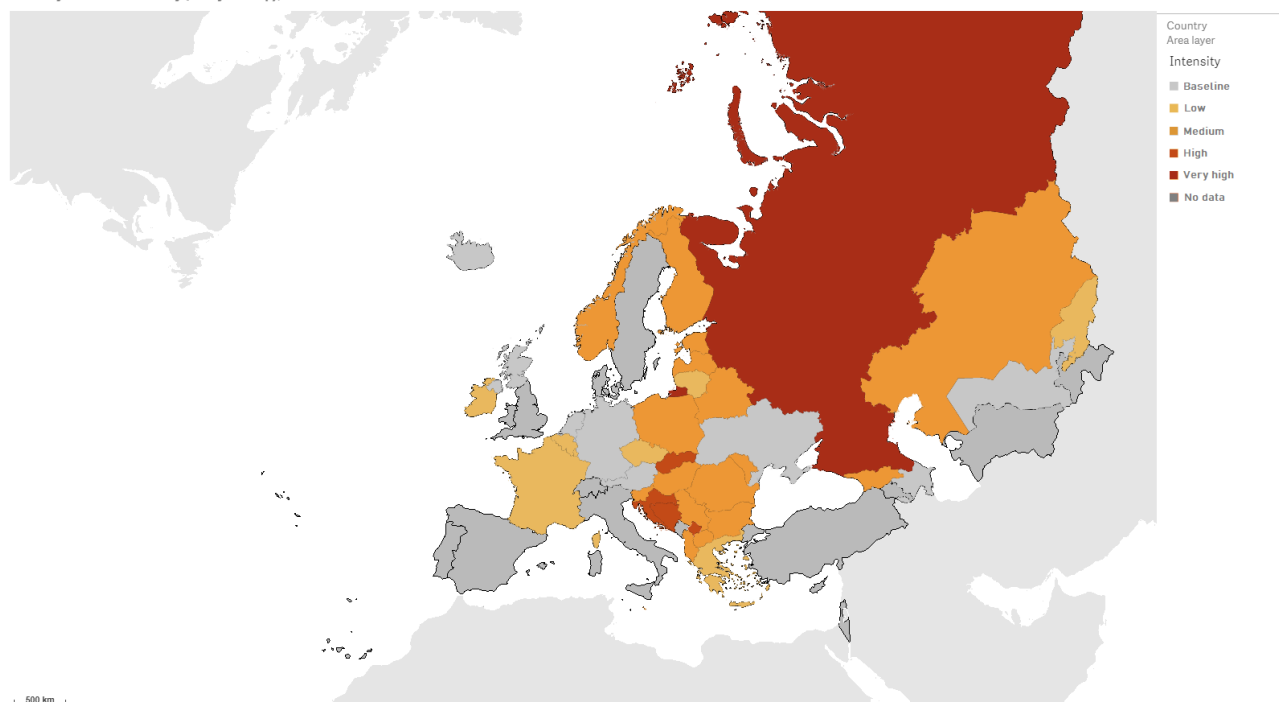 Country
Area layer
Intensity
Baseline
Low
Medium
High
Very high
No data
500 km